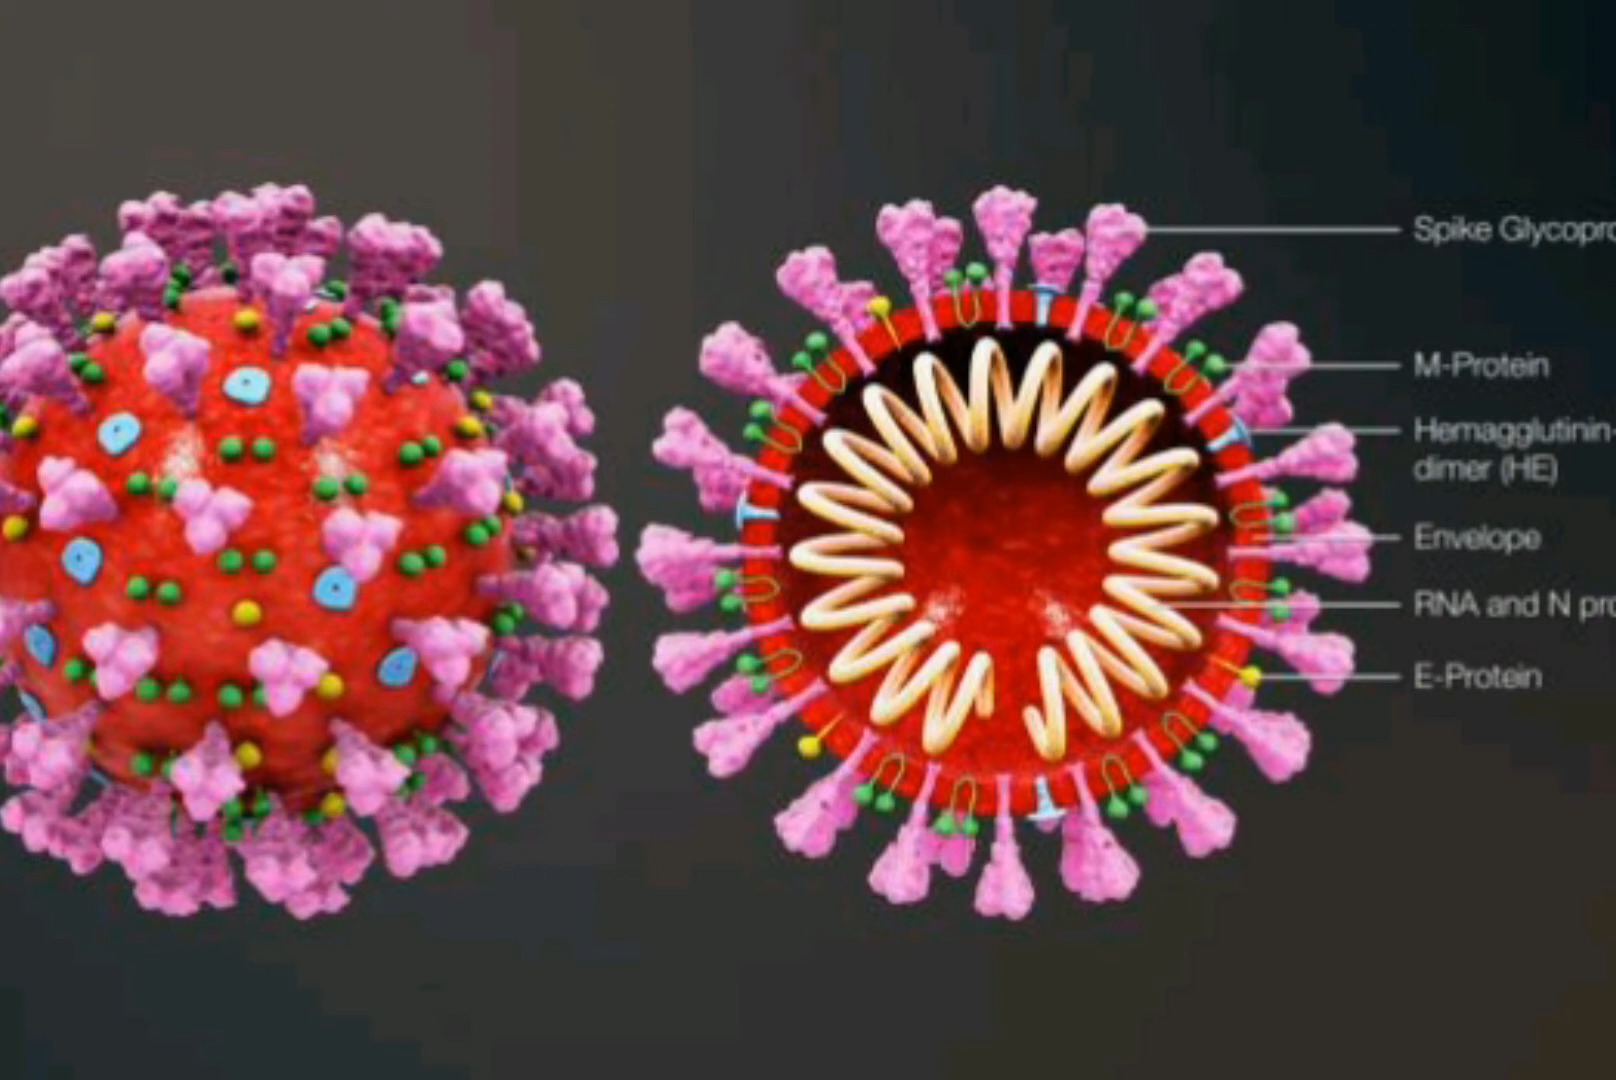 Spike Glycopro
M-Protein
Hemagglutinin-
dimer (HE)
Envelope
RNA and N pro
E-Protein